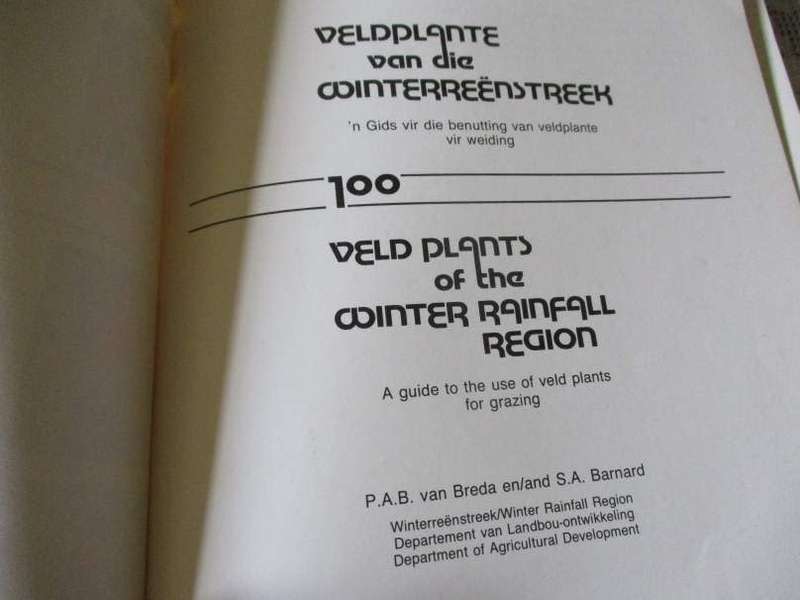 VELDPLANTE
van die
WINTERREËNSTREEK
'n Gids vir die benutting van veldplante
vir weiding
100
VELD PLANTS
of the
WINTER RAINFALL
REGION
A guide to the use of veld plants
for grazing
P.A.B. van Breda en/and S.A. Barnard
Winterreënstreek/Winter Rainfall Region
Departement van Landbou-ontwikkeling
Department of Agricultural Development